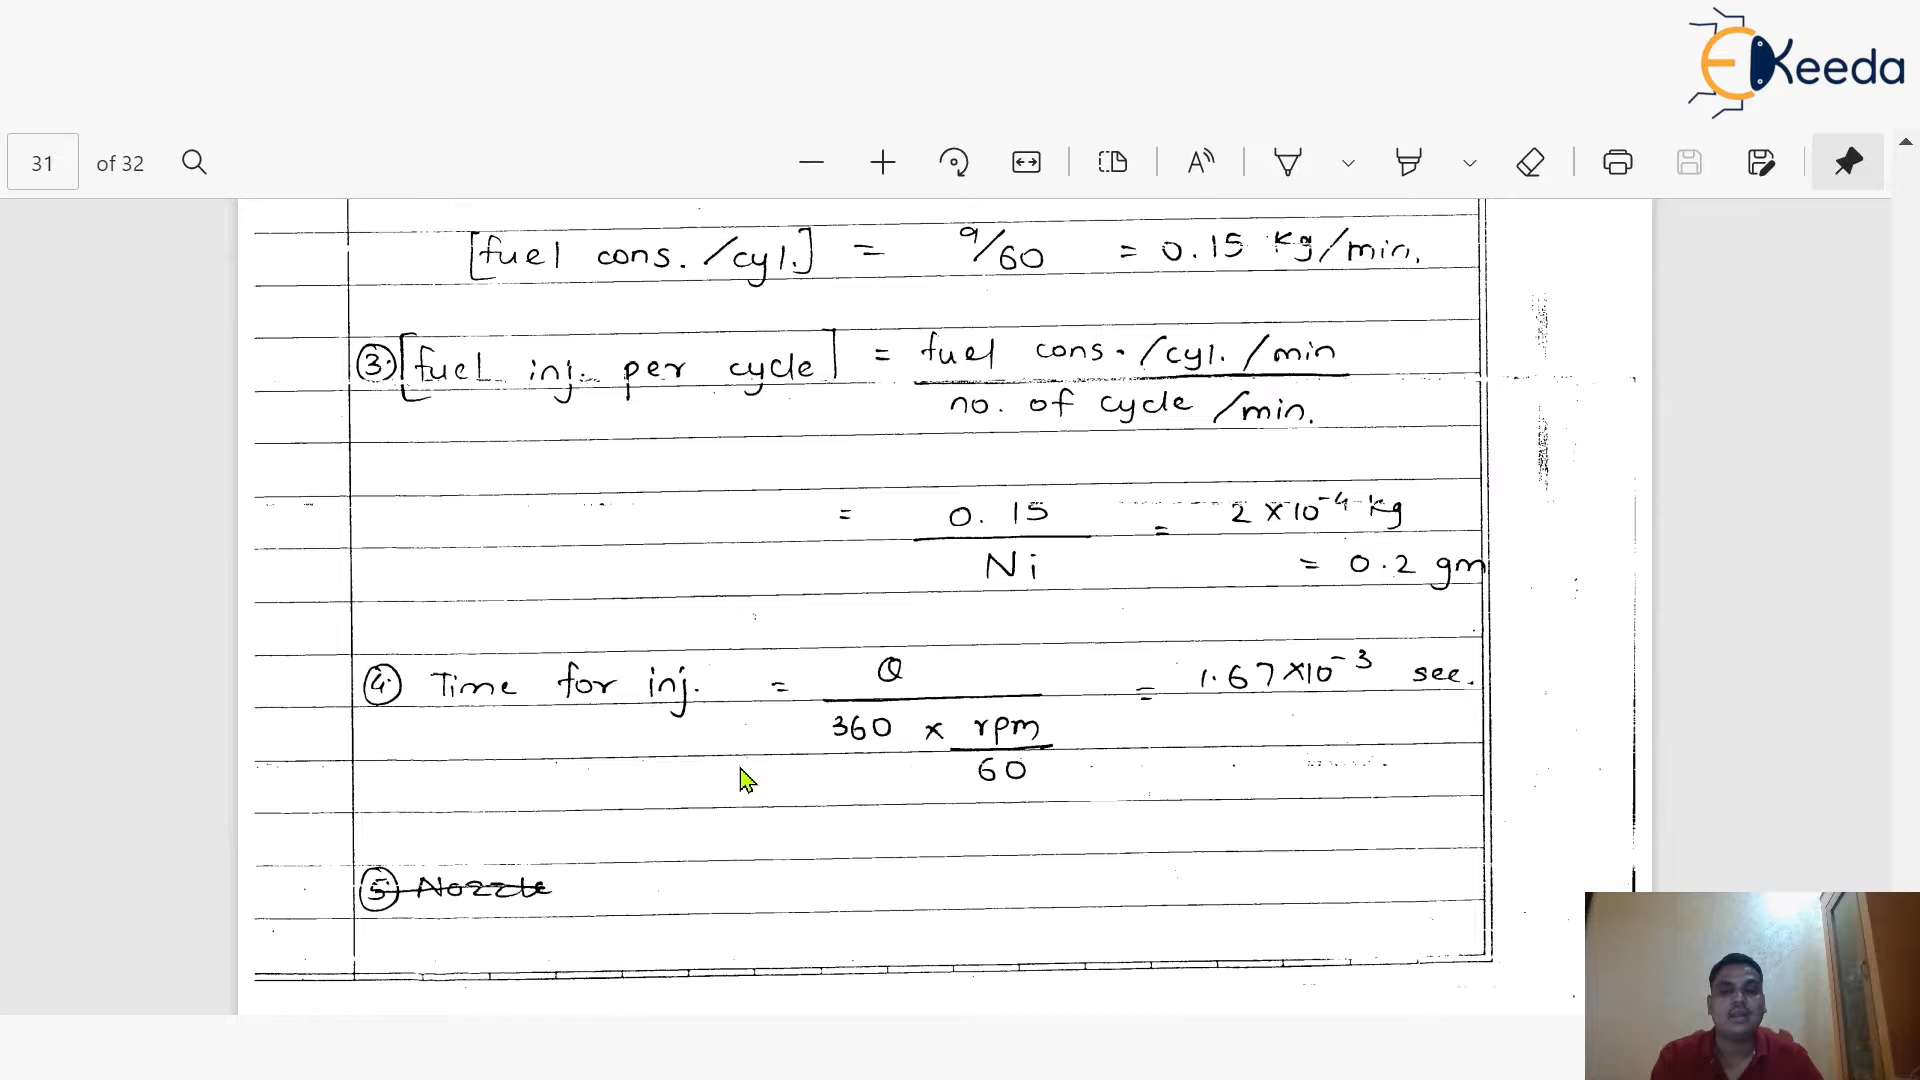 EKeeda
31 of 32
[fuel cons. /cyl.] = 9/60 = 0.15 Kg/min.
③ [fuel inj. per cycle] = fuel cons. /cyl. /min
no. of cycle /min.
= 0.15 / Ni = 2 × 10⁻⁴ kg
= 0.2 gm
④ Time for inj. = θ / 360 × rpm / 60 = 1.67 × 10⁻³ sec.
⑤ Nozzle